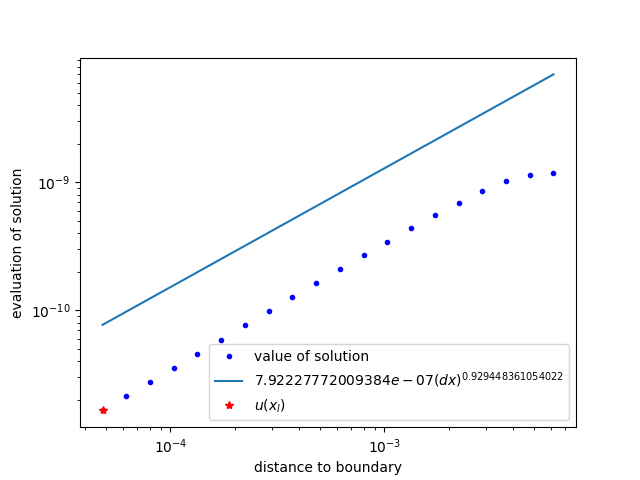 evaluation of solution
10⁻⁹
10⁻¹⁰
value of solution
7.92227772009384e − 07(dx)⁰·⁹²⁹⁴⁴⁸³⁶¹⁰⁵⁴⁰²²
u(xₗ)
10⁻⁴
10⁻³
distance to boundary